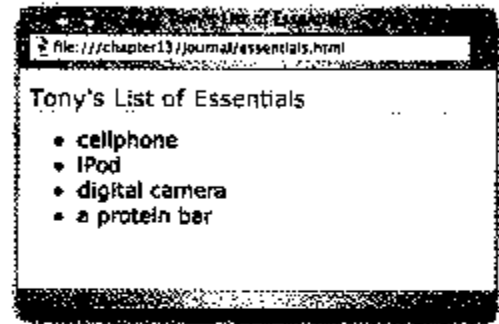 Tony's List of Essentials
file:///chapter13/journal/essentials.html
Tony's List of Essentials
• cellphone
• iPod
• digital camera
• a protein bar